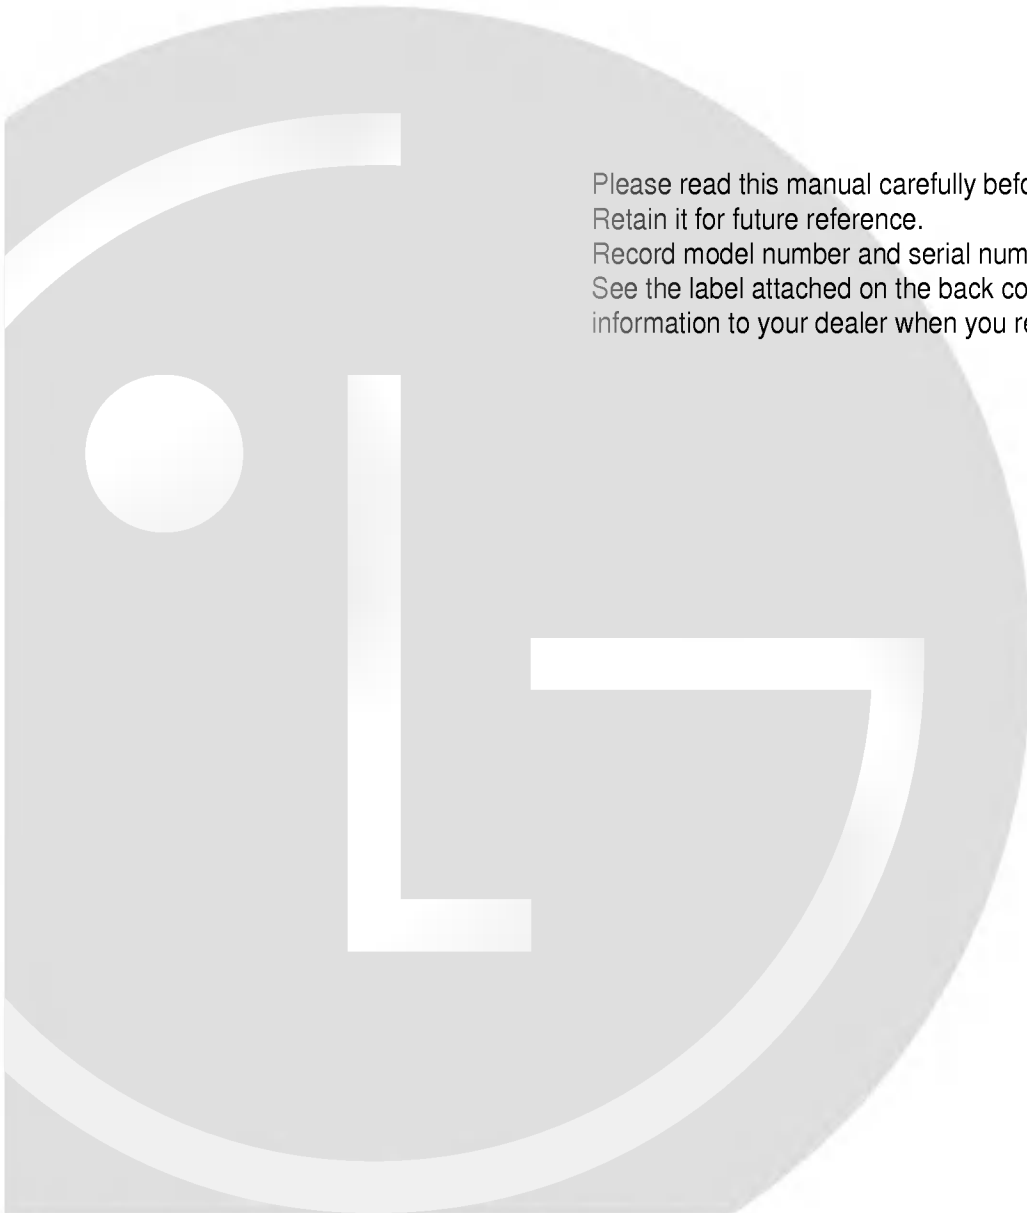 Please read this manual carefully befo
Retain it for future reference.
Record model number and serial num
See the label attached on the back co
information to your dealer when you re